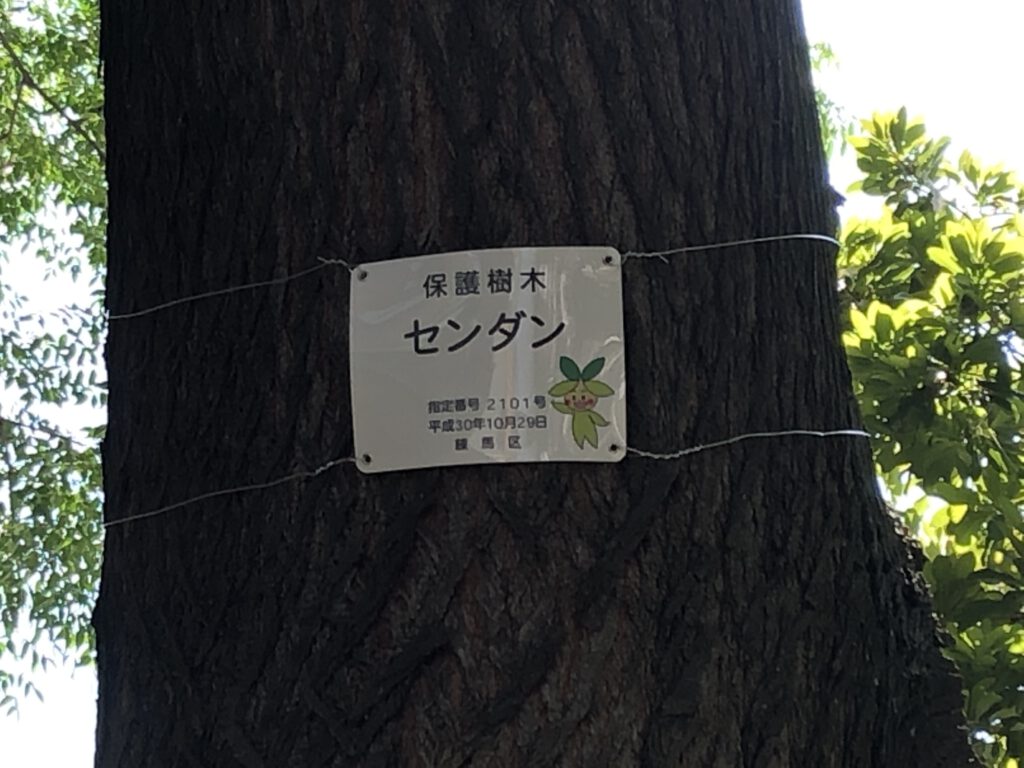 保護樹木
センダン
指定番号 2101号
平成30年10月29日
練馬区